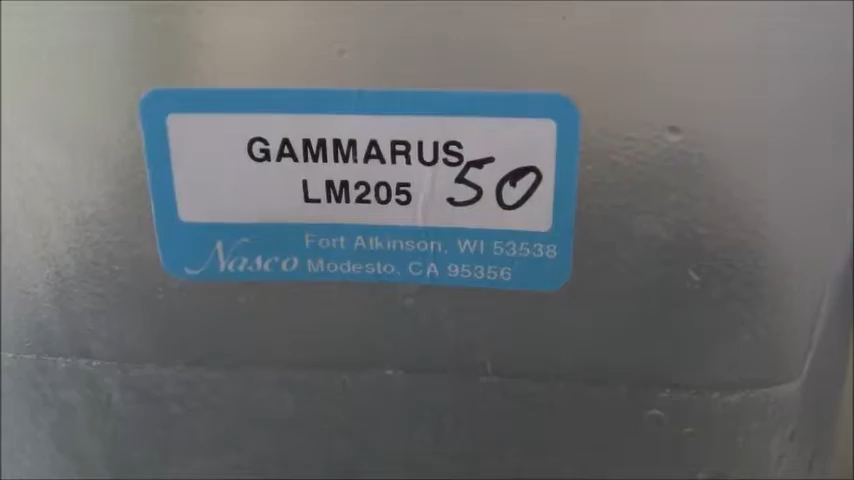 GAMMARUS
LM205 50
Fort Atkinson, WI 53538
Nasco Modesto, CA 95356